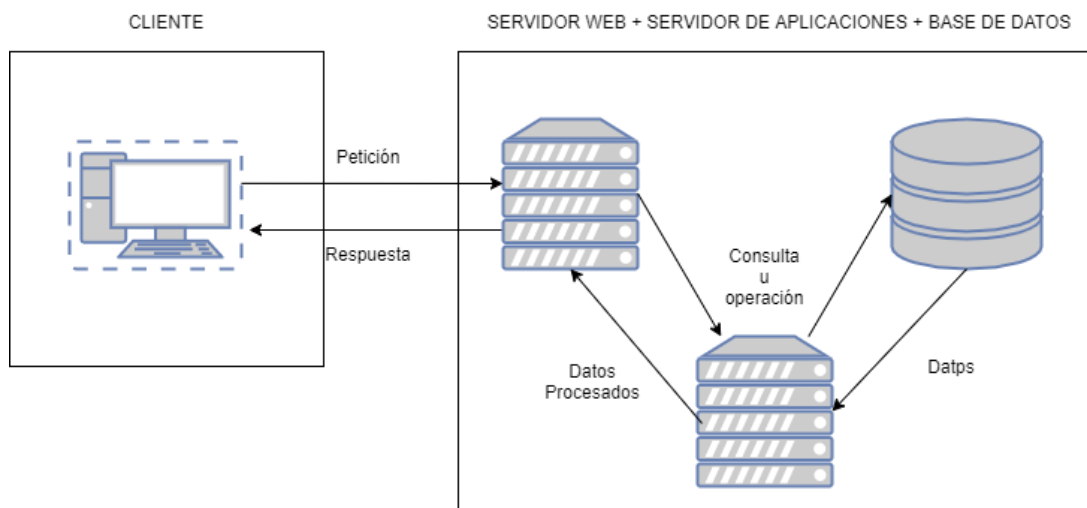 CLIENTE
SERVIDOR WEB + SERVIDOR DE APLICACIONES + BASE DE DATOS
Petición
Respuesta
Consulta
u
operación
Datos
Procesados
Datps